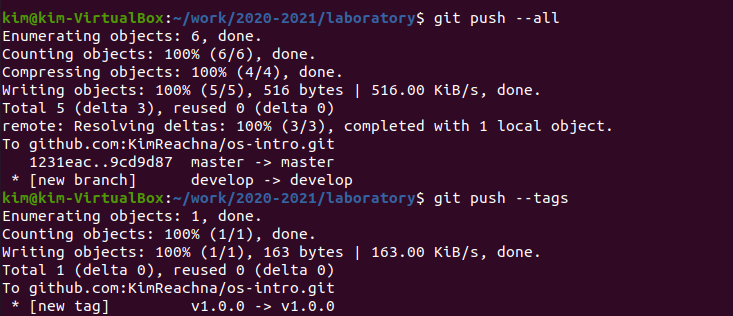 kim@kim-VirtualBox:~/work/2020-2021/laboratory$ git push --all
Enumerating objects: 6, done.
Counting objects: 100% (6/6), done.
Compressing objects: 100% (4/4), done.
Writing objects: 100% (5/5), 516 bytes | 516.00 KiB/s, done.
Total 5 (delta 3), reused 0 (delta 0)
remote: Resolving deltas: 100% (3/3), completed with 1 local object.
To github.com:KimReachna/os-intro.git
   1231eac..9cd9d87  master -> master
 * [new branch]      develop -> develop
kim@kim-VirtualBox:~/work/2020-2021/laboratory$ git push --tags
Enumerating objects: 1, done.
Counting objects: 100% (1/1), done.
Writing objects: 100% (1/1), 163 bytes | 163.00 KiB/s, done.
Total 1 (delta 0), reused 0 (delta 0)
To github.com:KimReachna/os-intro.git
 * [new tag]         v1.0.0 -> v1.0.0